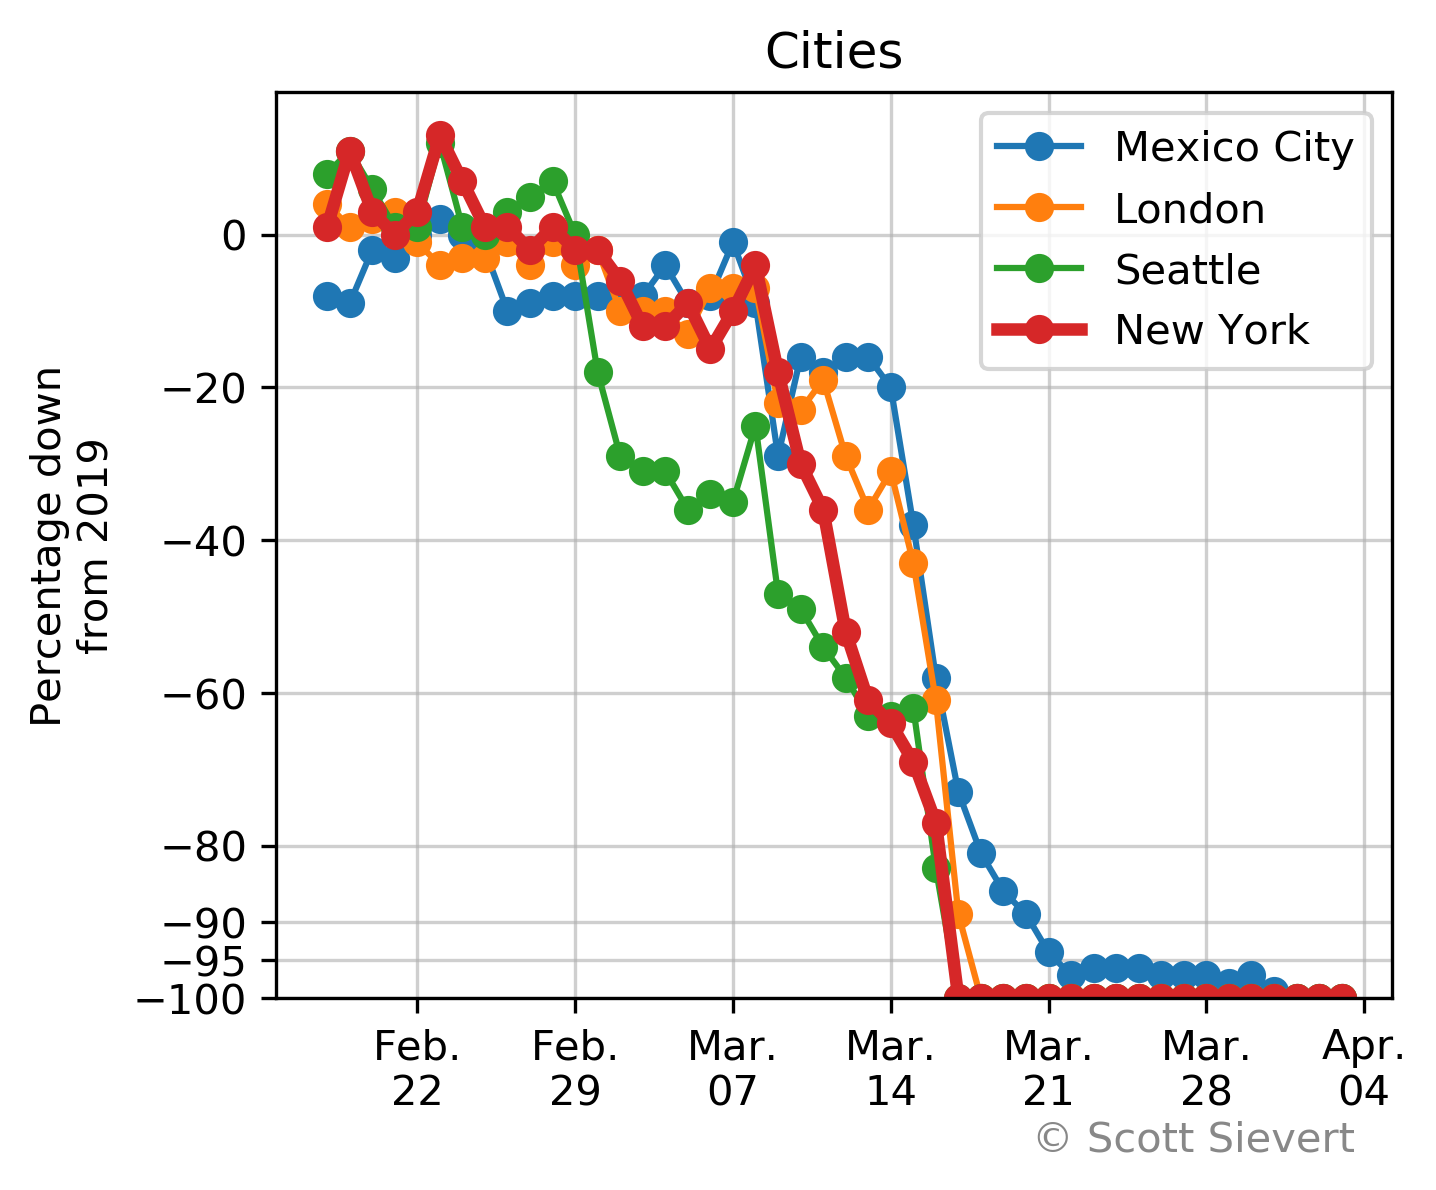 Cities
Mexico City
London
Seattle
New York
Percentage down
from 2019
0
−20
−40
−60
−80
−90
−95
−100
Feb.
22
Feb.
29
Mar.
07
Mar.
14
Mar.
21
Mar.
28
Apr.
04
© Scott Sievert